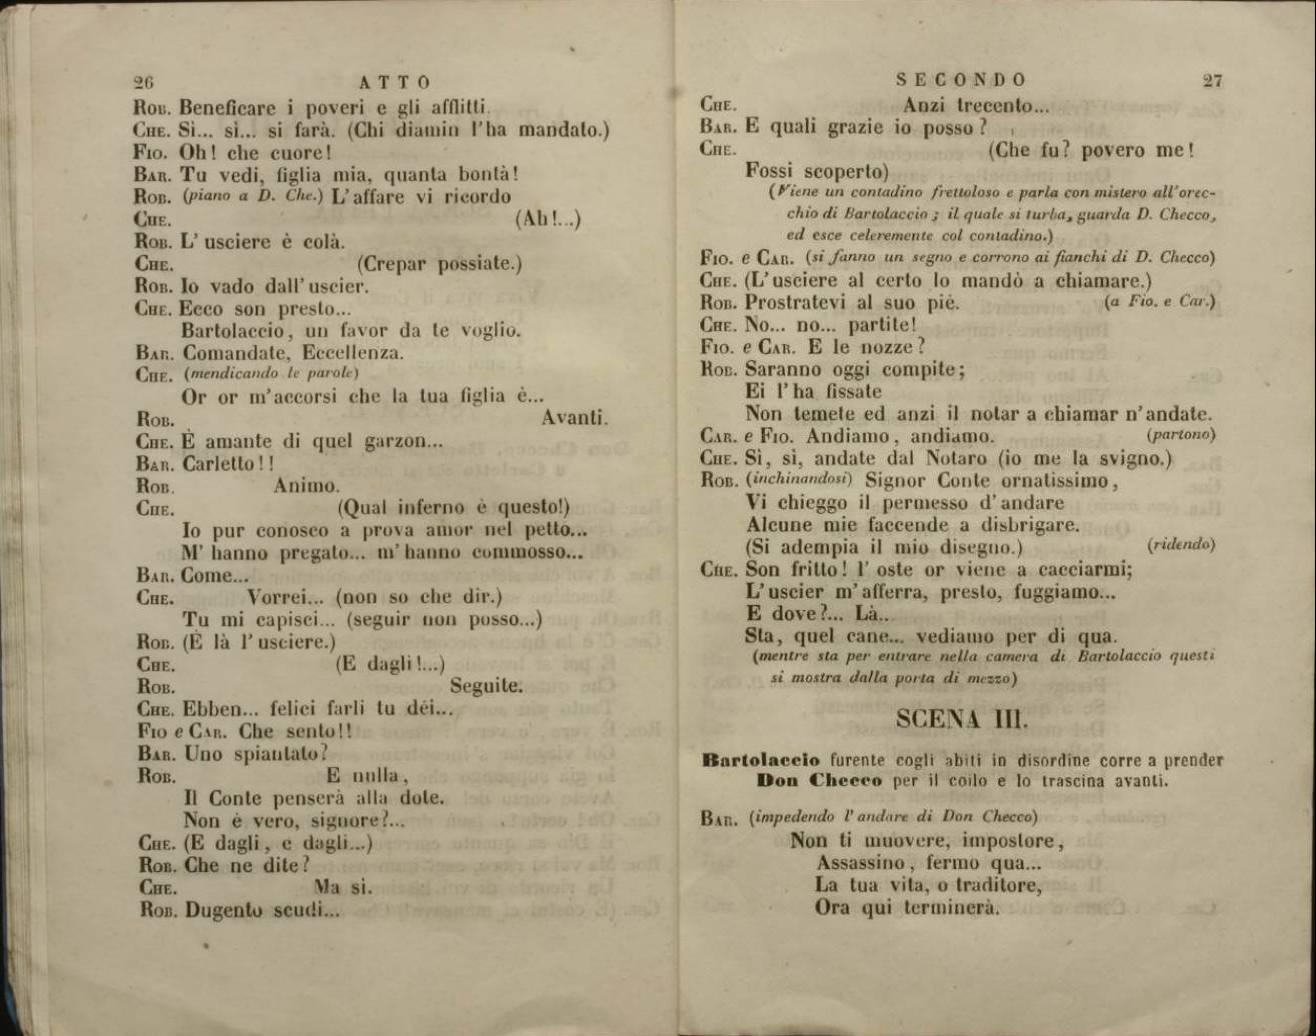 26 ATTO
ROB. Beneficare i poveri e gli afflitti.
CHE. Sì... sì... si farà. (Chi diamin l'ha mandato.)
FIO. Oh! che cuore!
BAR. Tu vedi, figlia mia, quanta bontà!
ROB. (piano a D. Che.) L'affare vi ricordo
CHE. (Ah!...)
ROB. L'usciere è colà.
CHE. (Crepar possiate.)
ROB. Io vado dall'uscier.
CHE. Ecco son presto...
Bartolaccio, un favor da te voglio.
BAR. Comandate, Eccellenza.
CHE. (mendicando le parole)
Or or m'accorsi che la tua figlia è...
ROB. Avanti.
CHE. È amante di quel garzon...
BAR. Carletto!!
ROB. Animo.
CHE. (Qual inferno è questo!)
Io pur conosco a prova amor nel petto...
M'hanno pregato... m'hanno commosso...
BAR. Come...
CHE. Vorrei... (non so che dir.)
Tu mi capisci... (seguir non posso...)
ROB. (È là l'usciere.)
CHE. (E dagli!...)
ROB. Seguite.
CHE. Ebben... felici farli tu dèi...
FIO e CAR. Che sento!!
BAR. Uno spiantato?
ROB. E nulla,
Il Conte penserà alla dote.
Non è vero, signore?...
CHE. (E dagli, e dagli...)
ROB. Che ne dite?
CHE. Ma sì.
ROB. Dugento scudi...
SECONDO 27
CHE. Anzi trecento...
BAR. E quali grazie io posso?
CHE. (Che fu? povero me!
Fossi scoperto)
(Viene un contadino frettoloso e parla con mistero all'orec-
chio di Bartolaccio; il quale si turba, guarda D. Checco,
ed esce celeremente col contadino.)
FIO. e CAR. (si fanno un segno e corrono ai fianchi di D. Checco)
CHE. (L'usciere al certo lo mandò a chiamare.)
ROB. Prostratevi al suo piè. (a Fio. e Car.)
CHE. No... no... partite!
FIO. e CAR. E le nozze?
ROB. Saranno oggi compite;
Ei l'ha fissate
Non temete ed anzi il notar a chiamar n'andate.
CAR. e FIO. Andiamo, andiamo. (partono)
CHE. Sì, sì, andate dal Notaro (io me la svigno.)
ROB. (inchinandosi) Signor Conte ornatissimo,
Vi chieggo il permesso d'andare
Alcune mie faccende a disbrigare.
(Si adempia il mio disegno.) (ridendo)
CHE. Son fritto! l'oste or viene a cacciarmi;
L'uscier m'afferra, presto, fuggiamo...
E dove?... Là..
Sta, quel cane... vediamo per di qua.
(mentre sta per entrare nella camera di Bartolaccio questi
si mostra dalla porta di mezzo)
SCENA III.
Bartolaccio furente cogli abiti in disordine corre a prender
Don Checco per il collo e lo trascina avanti.
BAR. (impedendo l'andare di Don Checco)
Non ti muovere, impostore,
Assassino, fermo qua...
La tua vita, o traditore,
Ora qui terminerà.